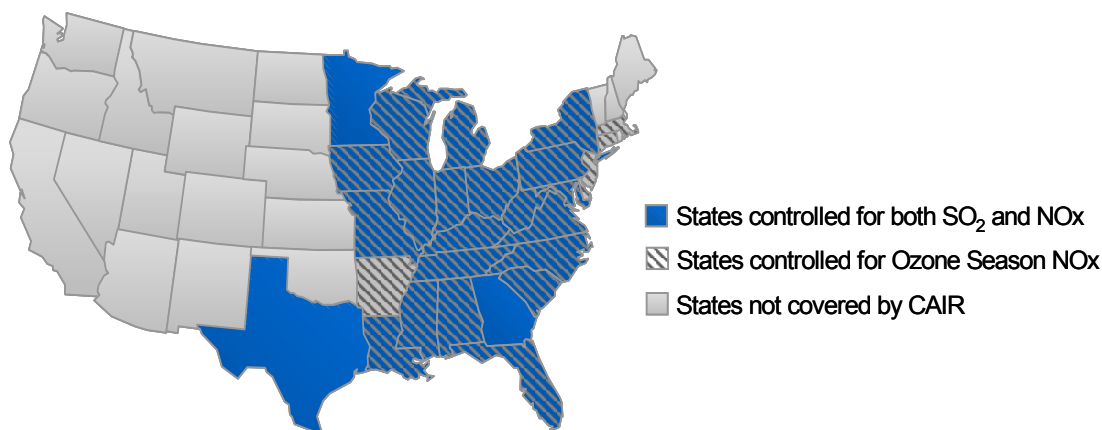 States controlled for both SO₂ and NOx
States controlled for Ozone Season NOx
States not covered by CAIR